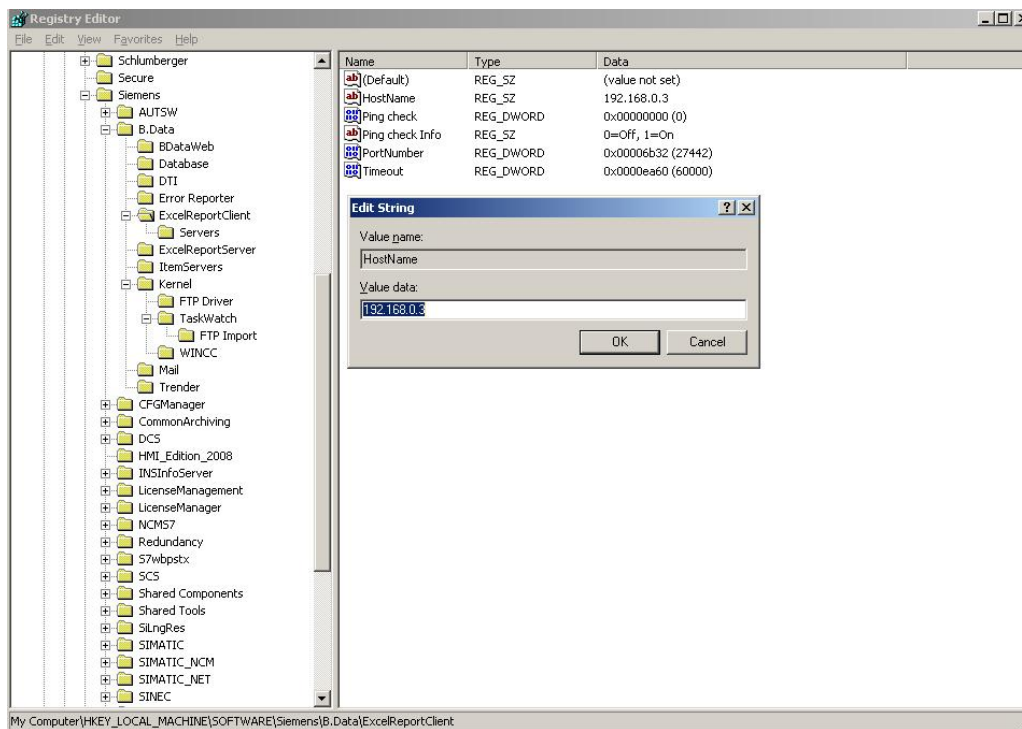 Registry Editor
File Edit View Favorites Help
Schlumberger
Secure
Siemens
AUTSW
B.Data
BDataWeb
Database
DTI
Error Reporter
ExcelReportClient
Servers
ExcelReportServer
ItemServers
Kernel
FTP Driver
TaskWatch
FTP Import
WINCC
Mail
Trender
CFGManager
CommonArchiving
DCS
HMI_Edition_2008
INSInfoServer
LicenseManagement
LicenseManager
NCMS7
Redundancy
S7wbpstx
SCS
Shared Components
Shared Tools
SiLngRes
SIMATIC
SIMATIC_NCM
SIMATIC_NET
SINEC
Name Type Data
(Default) REG_SZ (value not set)
HostName REG_SZ 192.168.0.3
Ping check REG_DWORD 0x00000000 (0)
Ping check Info REG_SZ 0=Off, 1=On
PortNumber REG_DWORD 0x00006b32 (27442)
Timeout REG_DWORD 0x0000ea60 (60000)
Edit String
Value name:
HostName
Value data:
192.168.0.3
OK Cancel
My Computer\HKEY_LOCAL_MACHINE\SOFTWARE\Siemens\B.Data\ExcelReportClient